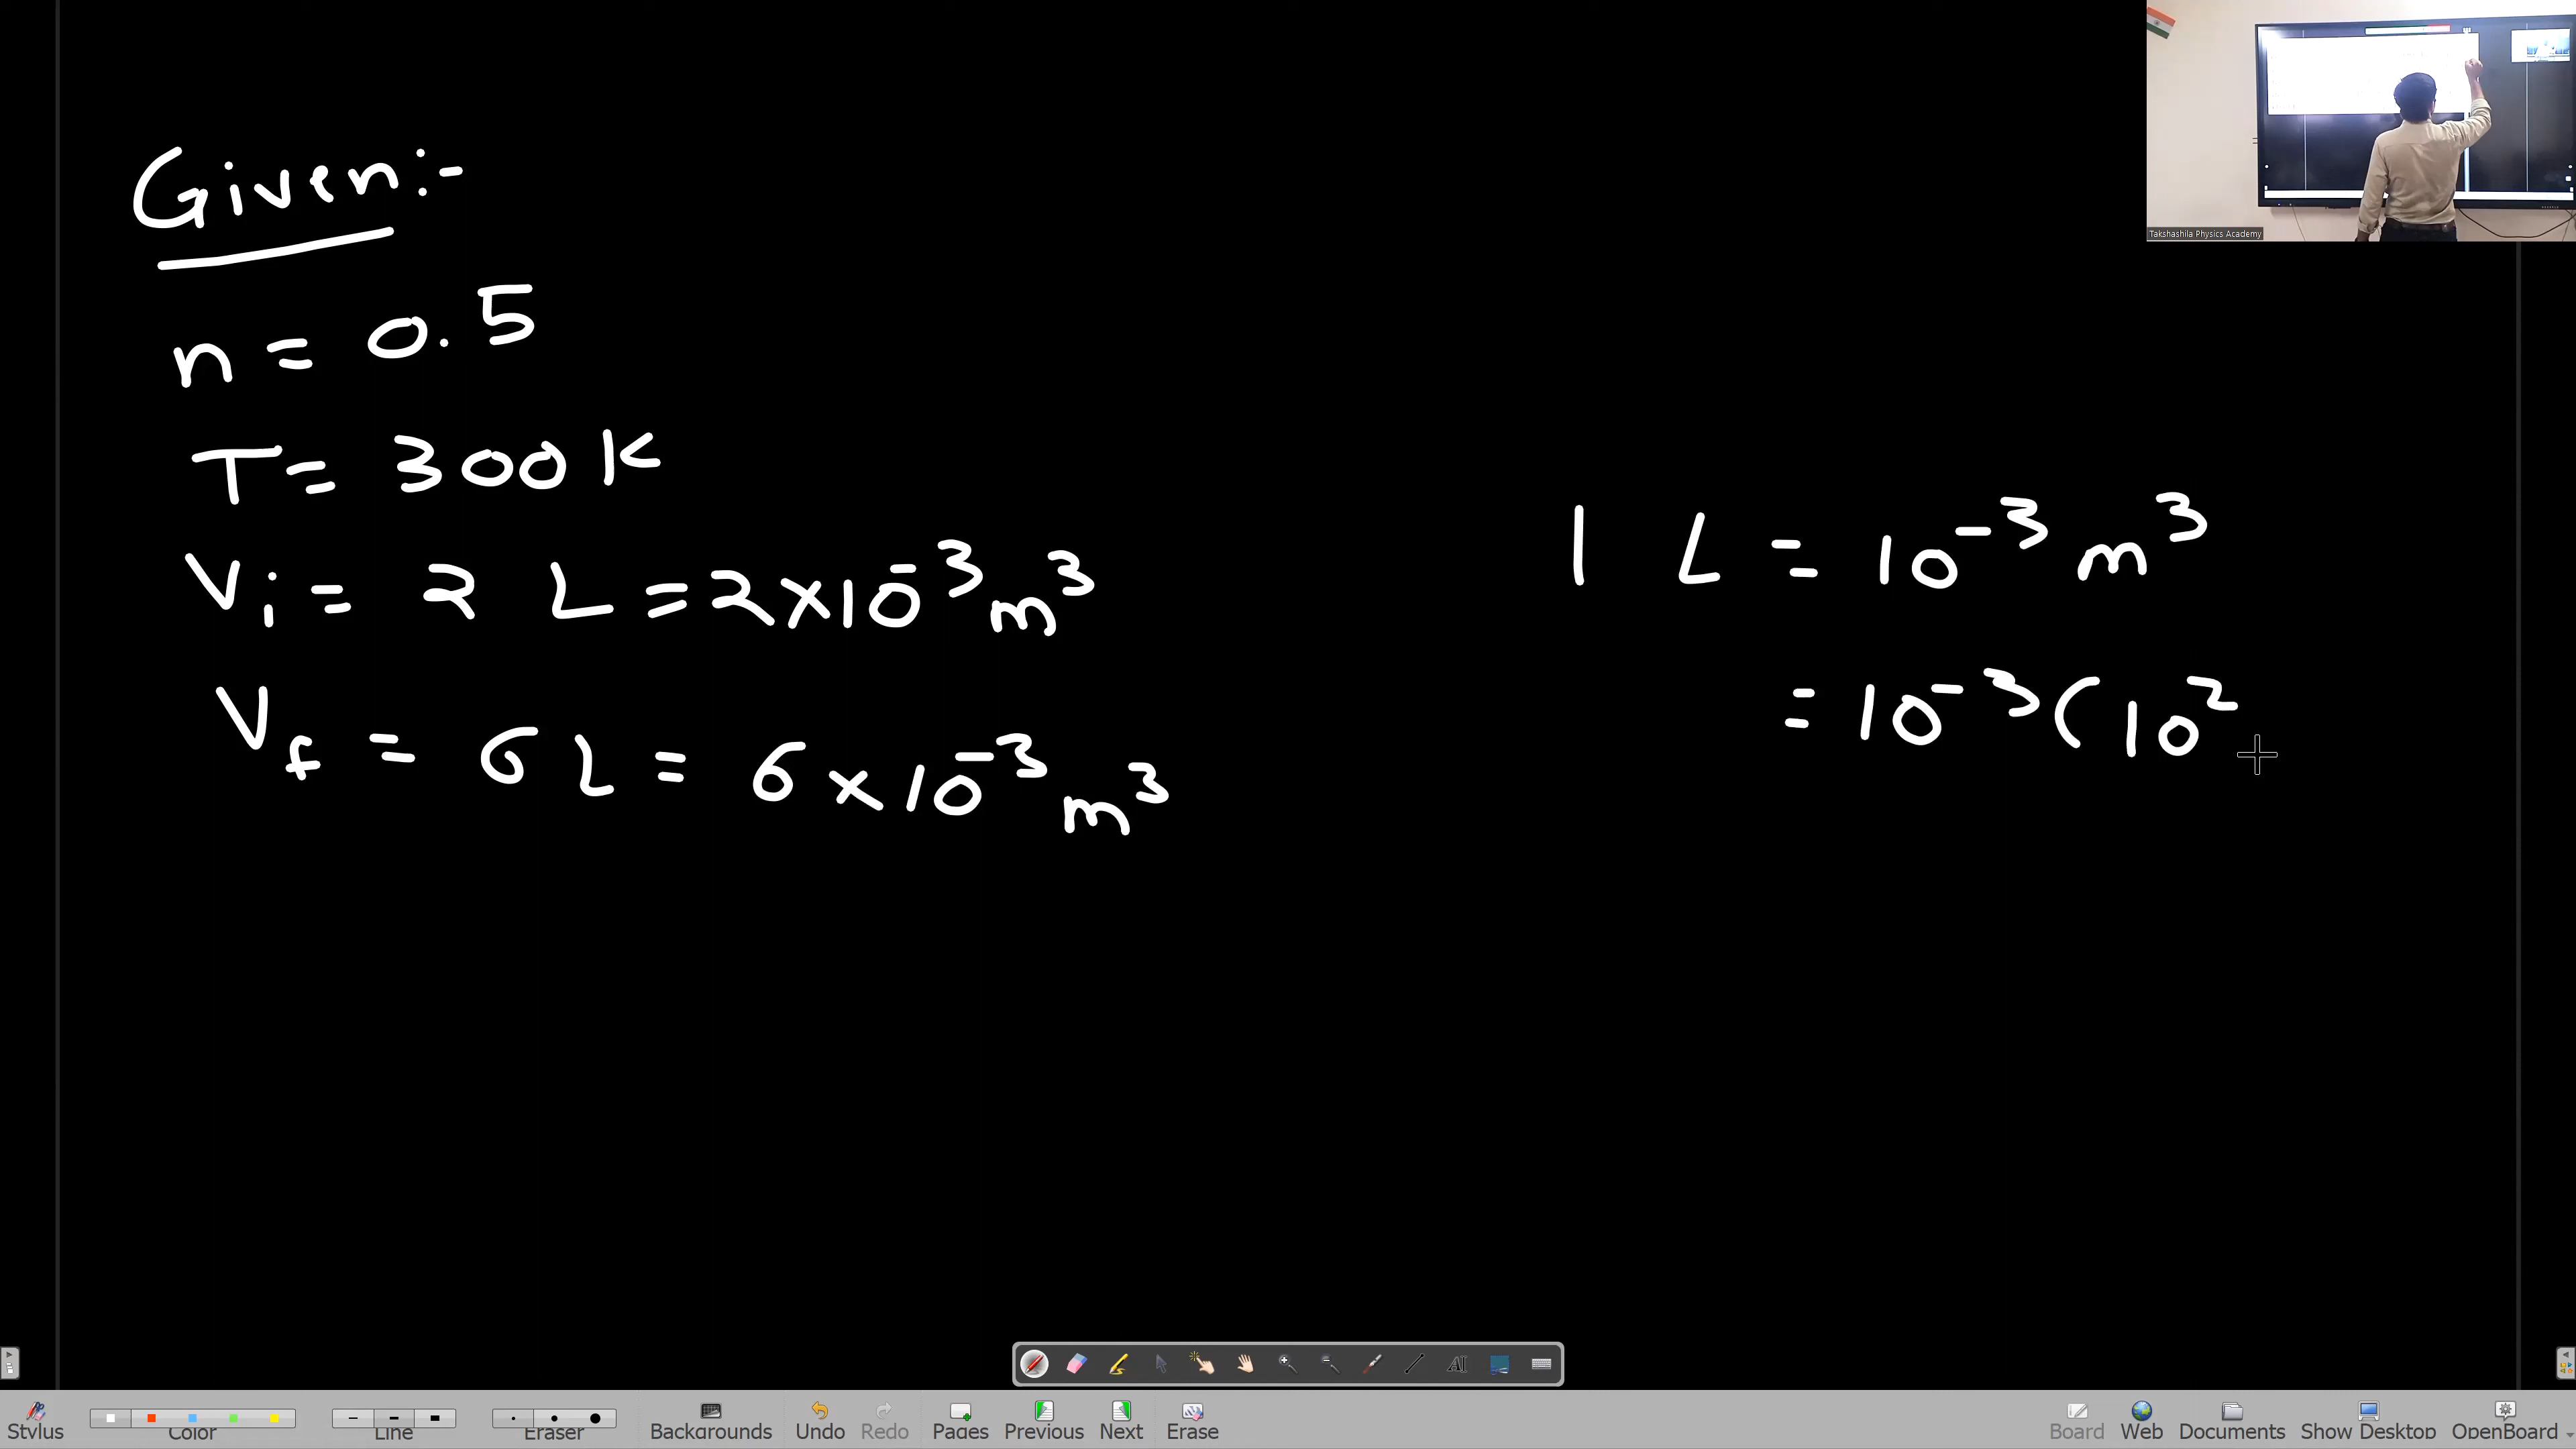 Given:-
n = 0.5
T = 300 K
Vi = 2 L = 2 × 10⁻³ m³
Vf = 6 L = 6 × 10⁻³ m³
1 L = 10⁻³ m³
= 10⁻³ ( 10²
Takshashila Physics Academy
Stylus
Color
Line
Eraser
Backgrounds
Undo
Redo
Pages
Previous
Next
Erase
Board
Web
Documents
Show Desktop
OpenBoard